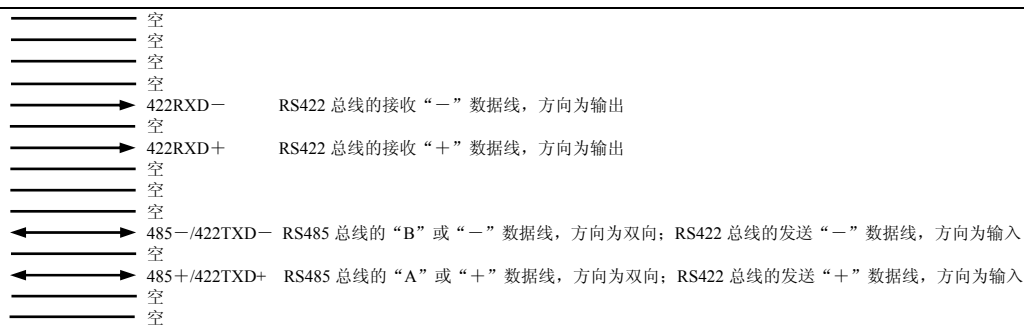 空
空
空
空
422RXD－ RS422 总线的接收“－”数据线，方向为输出
空
422RXD＋ RS422 总线的接收“＋”数据线，方向为输出
空
空
空
485－/422TXD－ RS485 总线的“B”或“－”数据线，方向为双向；RS422 总线的发送“－”数据线，方向为输入
空
485＋/422TXD+ RS485 总线的“A”或“＋”数据线，方向为双向；RS422 总线的发送“＋”数据线，方向为输入
空
空